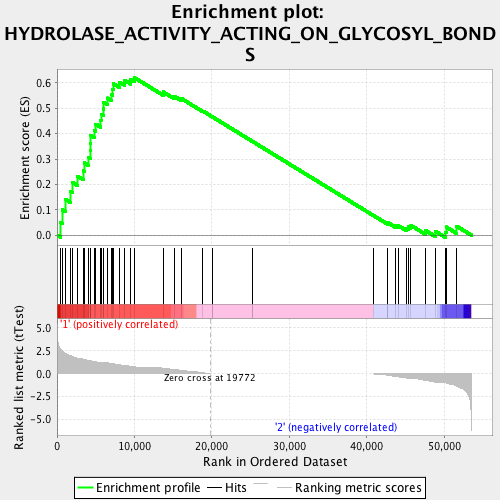 Enrichment plot:
HYDROLASE_ACTIVITY_ACTING_ON_GLYCOSYL_BOND
S
Enrichment score (ES)
0.6
0.5
0.4
0.3
0.2
0.1
0.0
'1' (positively correlated)
Ranked list metric (tTest)
5.0
2.5
0.0
-2.5
-5.0
Zero cross at 19772
'2' (negatively correlated)
0 10,000 20,000 30,000 40,000 50,000
Rank in Ordered Dataset
Enrichment profile Hits Ranking metric scores